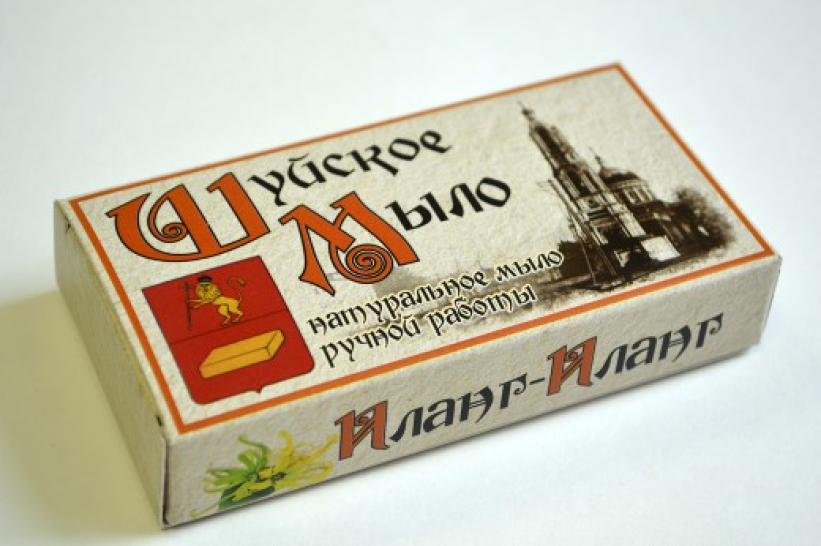 Шуйское
Мыло
натуральное мыло
ручной работы
Иланг-Иланг